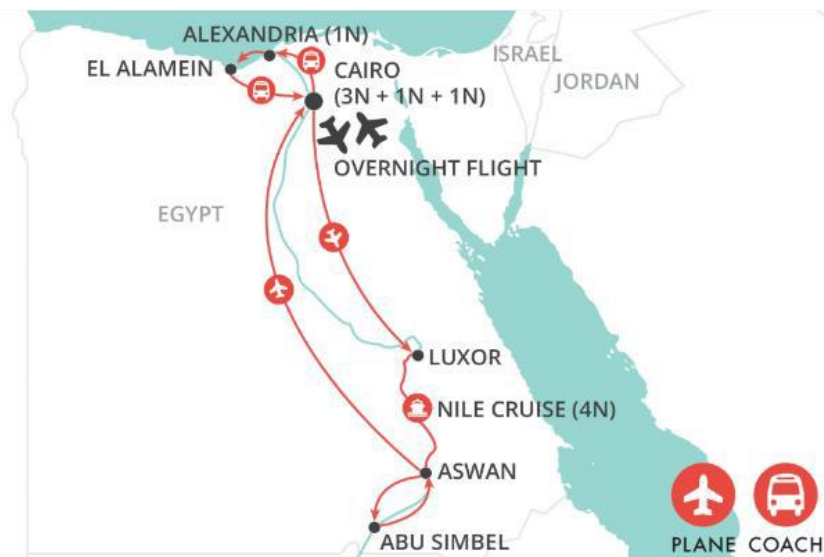 ALEXANDRIA (1N)
ISRAEL
EL ALAMEIN
CAIRO
(3N + 1N + 1N)
JORDAN
OVERNIGHT FLIGHT
EGYPT
LUXOR
NILE CRUISE (4N)
ASWAN
ABU SIMBEL
PLANE
COACH